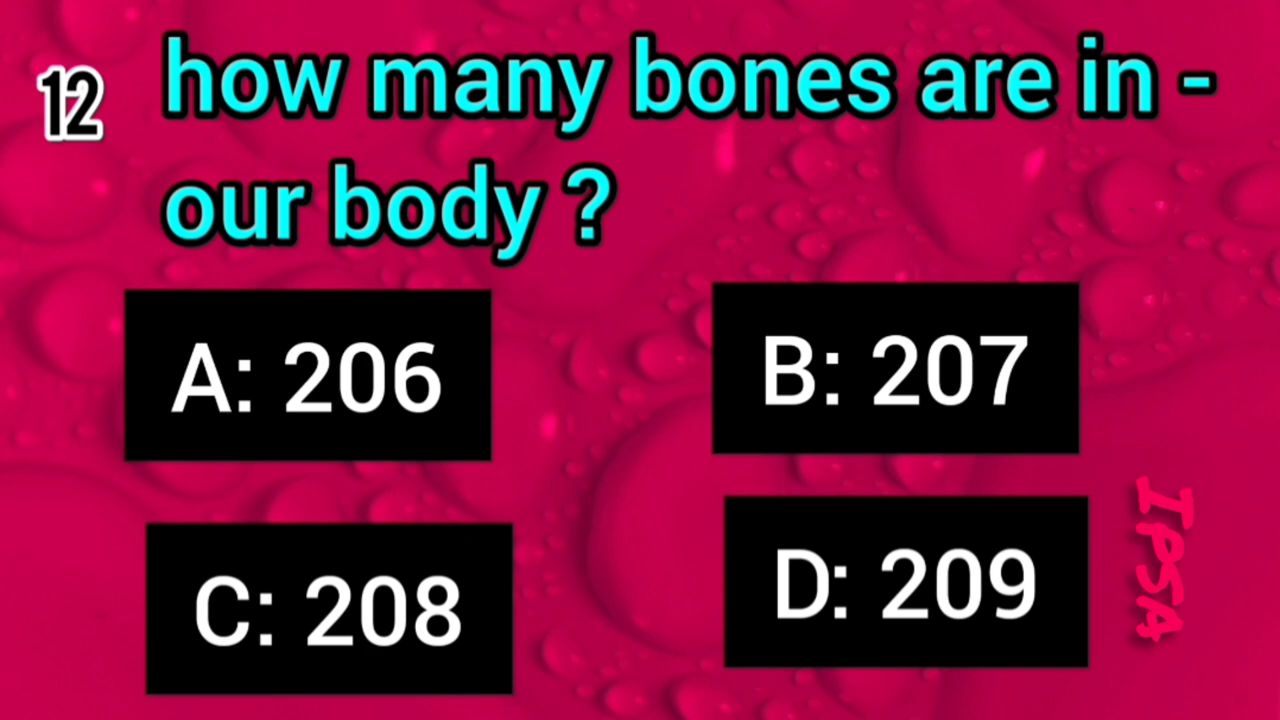 12
how many bones are in -
our body ?
A: 206
B: 207
C: 208
D: 209
IPSA